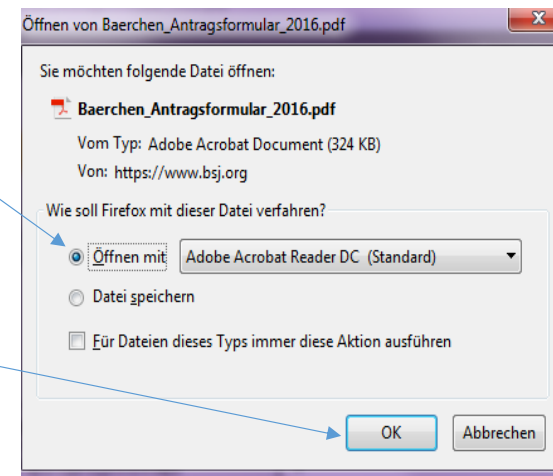 Öffnen von Baerchen_Antragsformular_2016.pdf
Sie möchten folgende Datei öffnen:
Baerchen_Antragsformular_2016.pdf
Vom Typ: Adobe Acrobat Document (324 KB)
Von: https://www.bsj.org
Wie soll Firefox mit dieser Datei verfahren?
Öffnen mit Adobe Acrobat Reader DC (Standard)
Datei speichern
Für Dateien dieses Typs immer diese Aktion ausführen
OK Abbrechen